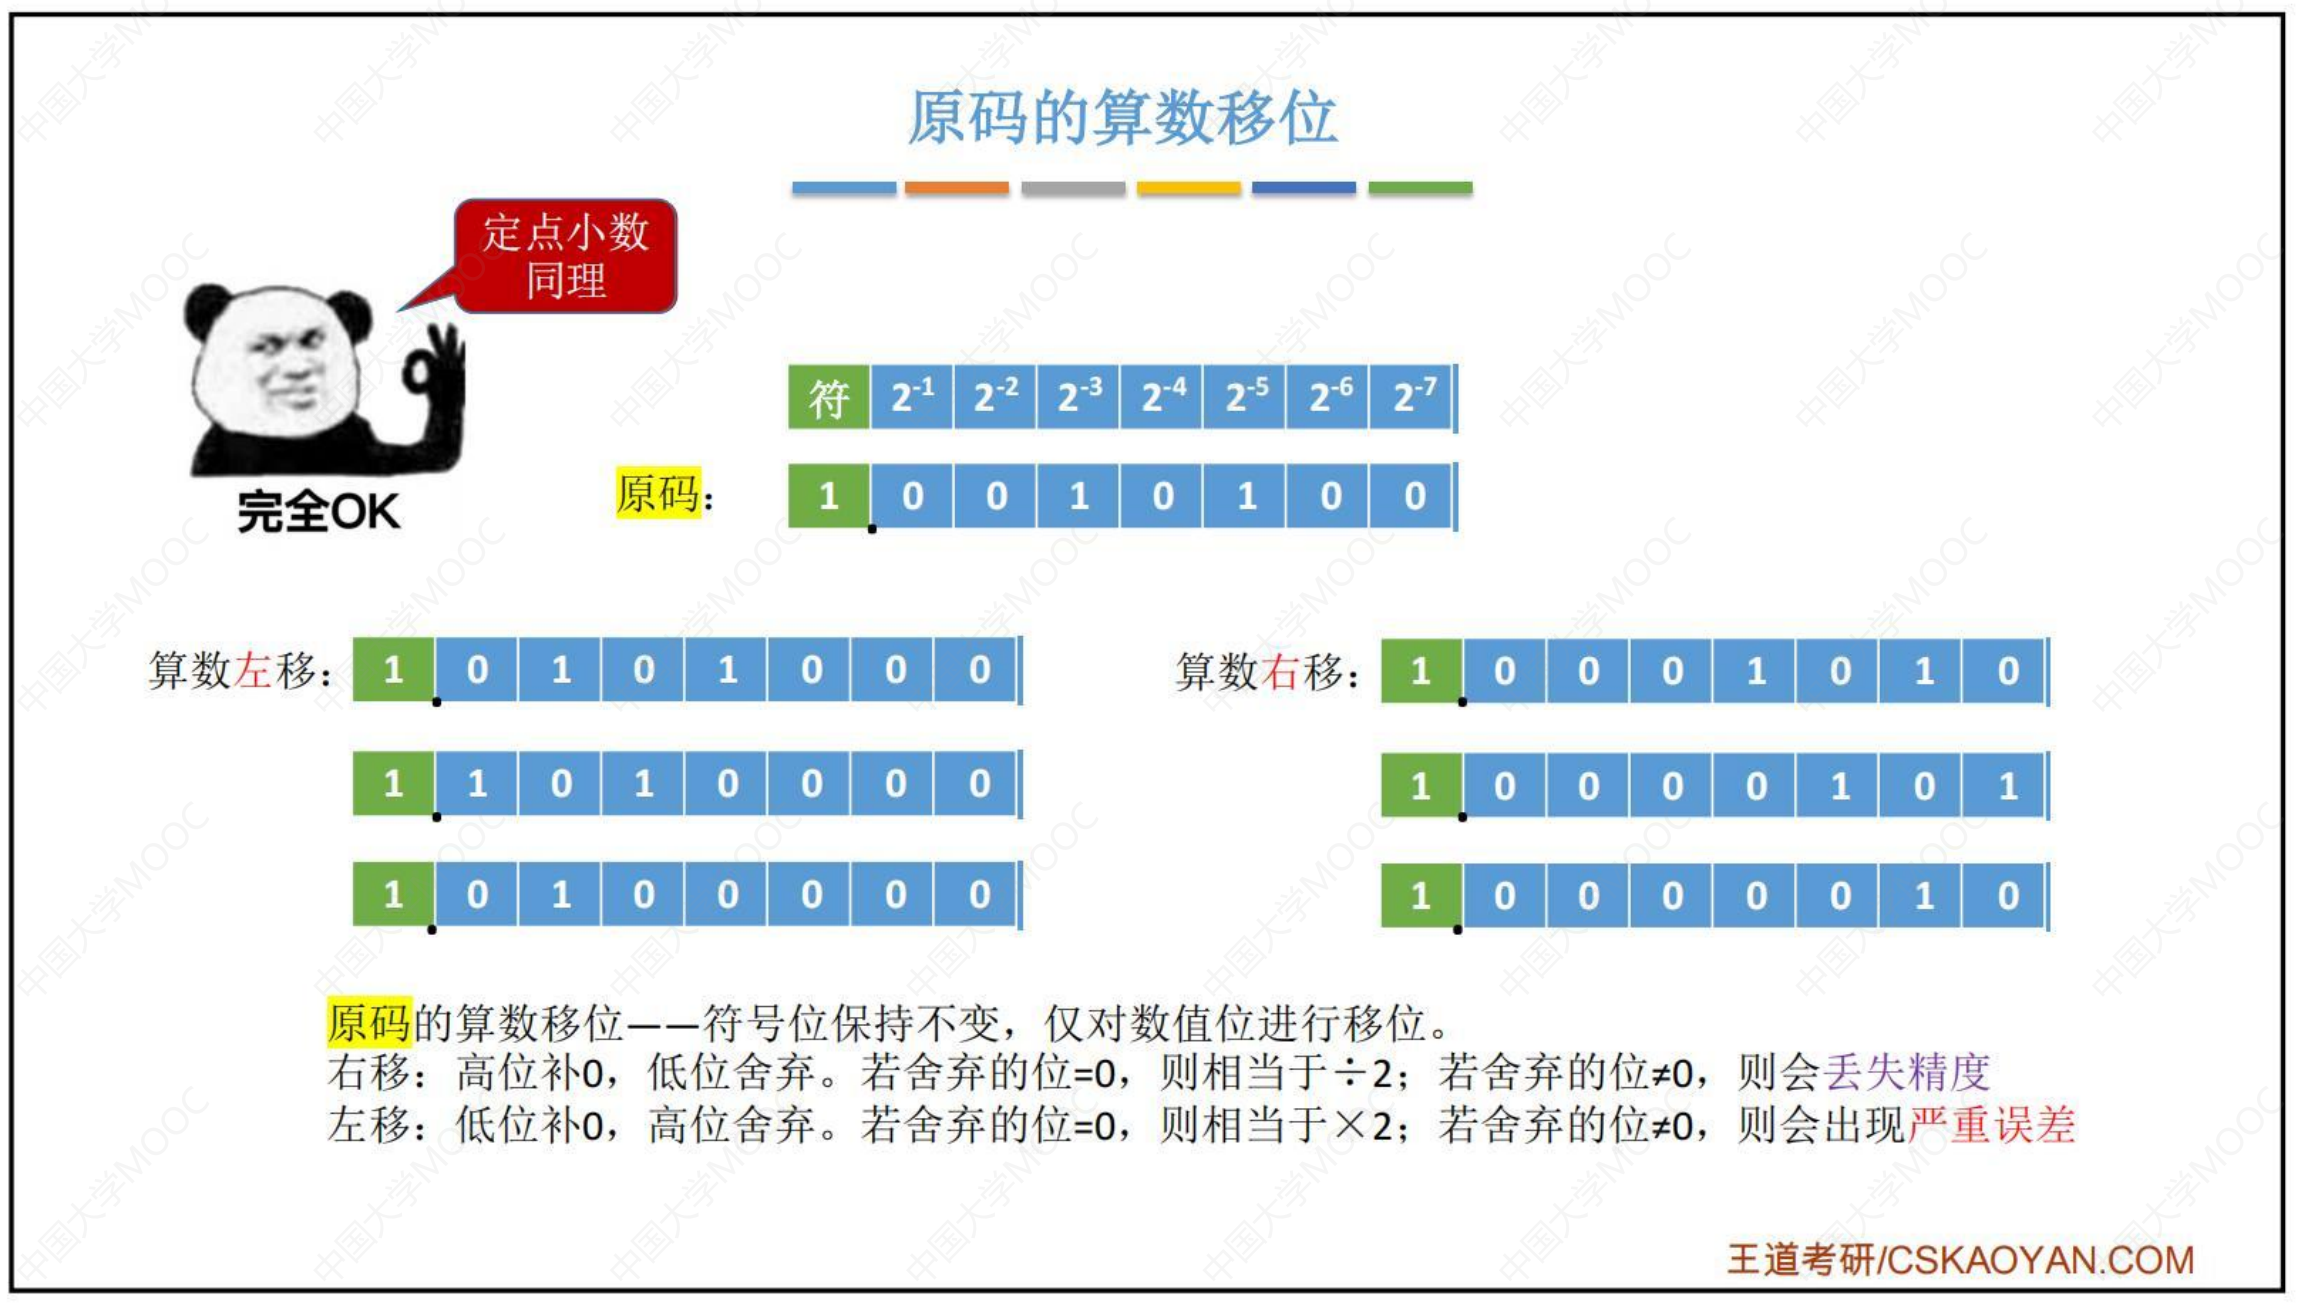 原码的算数移位
定点小数
同理
完全OK
符 2⁻¹ 2⁻² 2⁻³ 2⁻⁴ 2⁻⁵ 2⁻⁶ 2⁻⁷
原码： 1 0 0 1 0 1 0 0
算数左移： 1 0 1 0 1 0 0 0
1 1 0 1 0 0 0 0
1 0 1 0 0 0 0 0
算数右移： 1 0 0 0 1 0 1 0
1 0 0 0 0 1 0 1
1 0 0 0 0 0 1 0
原码的算数移位——符号位保持不变，仅对数值位进行移位。
右移：高位补0，低位舍弃。若舍弃的位=0，则相当于÷2；若舍弃的位≠0，则会丢失精度
左移：低位补0，高位舍弃。若舍弃的位=0，则相当于×2；若舍弃的位≠0，则会出现严重误差
王道考研/CSKAOYAN.COM
中国大学MOOC